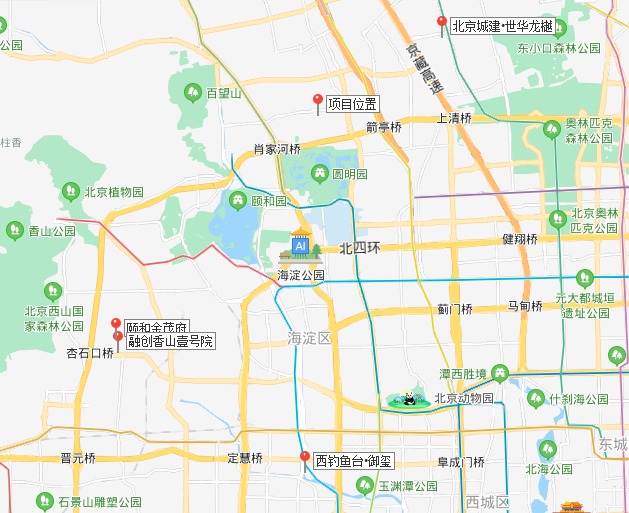 北京城建·世华龙樾
东小口森林公园
京藏高速
百望山
项目位置
箭亭桥
上清桥
奥林匹克
森林公园
柱香
肖家河桥
圆明园
北京植物园
颐和园
香山公园
北京奥林
匹克公园
北四环
健翔桥
AI
海淀公园
北京西山国
家森林公园
元大都城垣
遗址公园
蓟门桥
马甸桥
颐和金茂府
融创香山壹号院
杏石口桥
海淀区
潭西胜境
北京动物园
什刹海公园
东城
晋元桥
定慧桥
西钓鱼台·御玺
阜成门桥
北海公园
玉渊潭公园
石景山雕塑公园
西城区